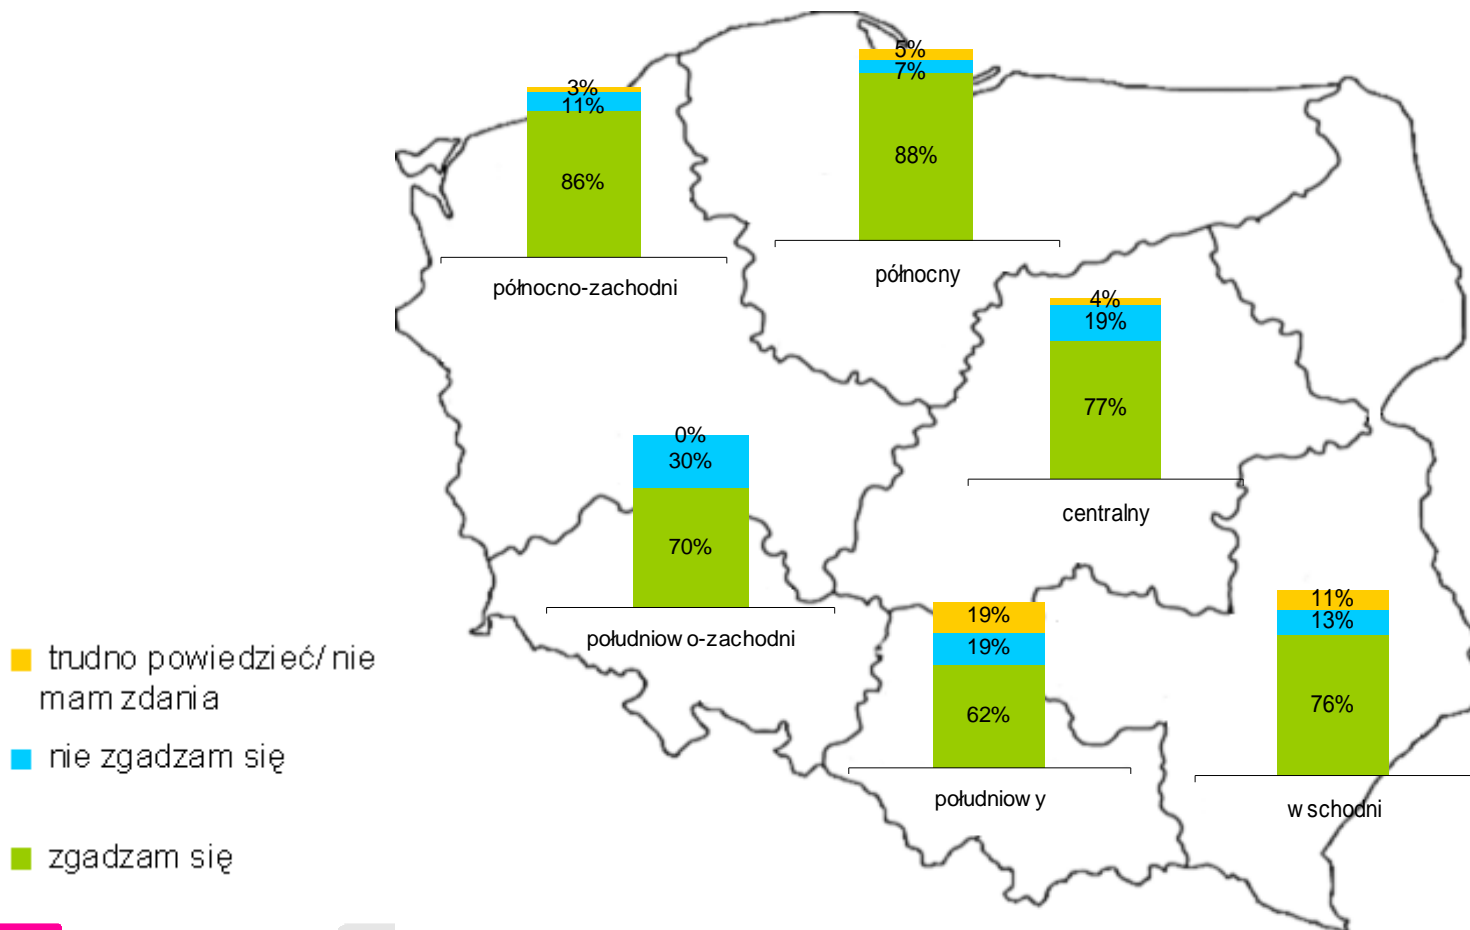 5%
7%
88%
północny
3%
11%
86%
północno-zachodni
4%
19%
77%
centralny
0%
30%
70%
południow o-zachodni
19%
19%
62%
południow y
11%
13%
76%
w schodni
trudno powiedzieć/ nie
mam zdania
nie zgadzam się
zgadzam się